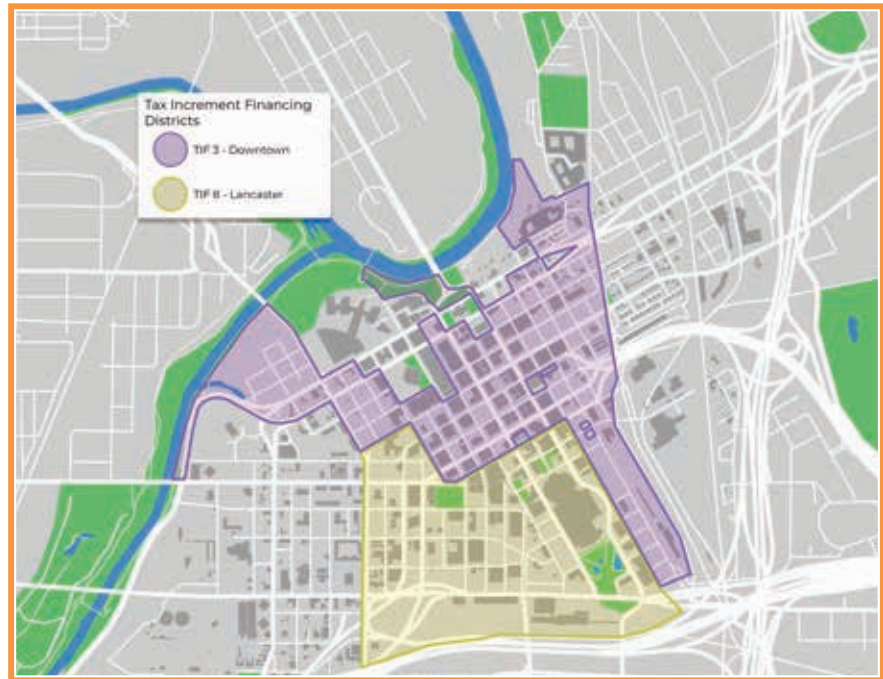 Tax Increment Financing
Districts
TIF 3 - Downtown
TIF 8 - Lancaster